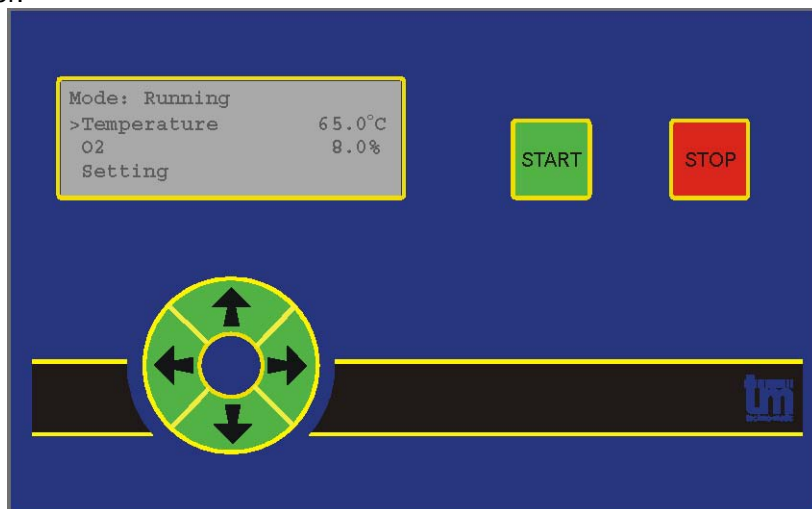 Mode: Running
>Temperature 65.0°C
O2 8.0%
Setting
START
STOP
tm